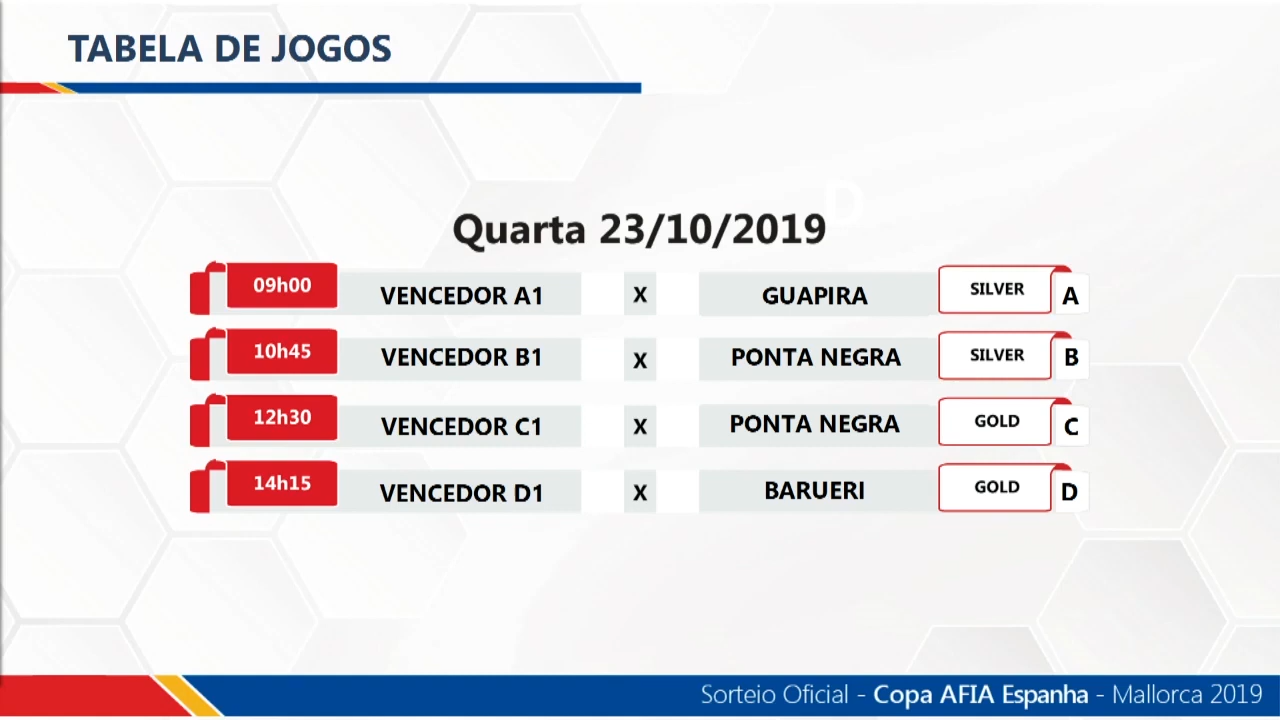 TABELA DE JOGOS
D
Quarta 23/10/2019
09h00 VENCEDOR A1 X GUAPIRA SILVER A
10h45 VENCEDOR B1 X PONTA NEGRA SILVER B
12h30 VENCEDOR C1 X PONTA NEGRA GOLD C
14h15 VENCEDOR D1 X BARUERI GOLD D
Sorteio Oficial - Copa AFIA Espanha - Mallorca 2019